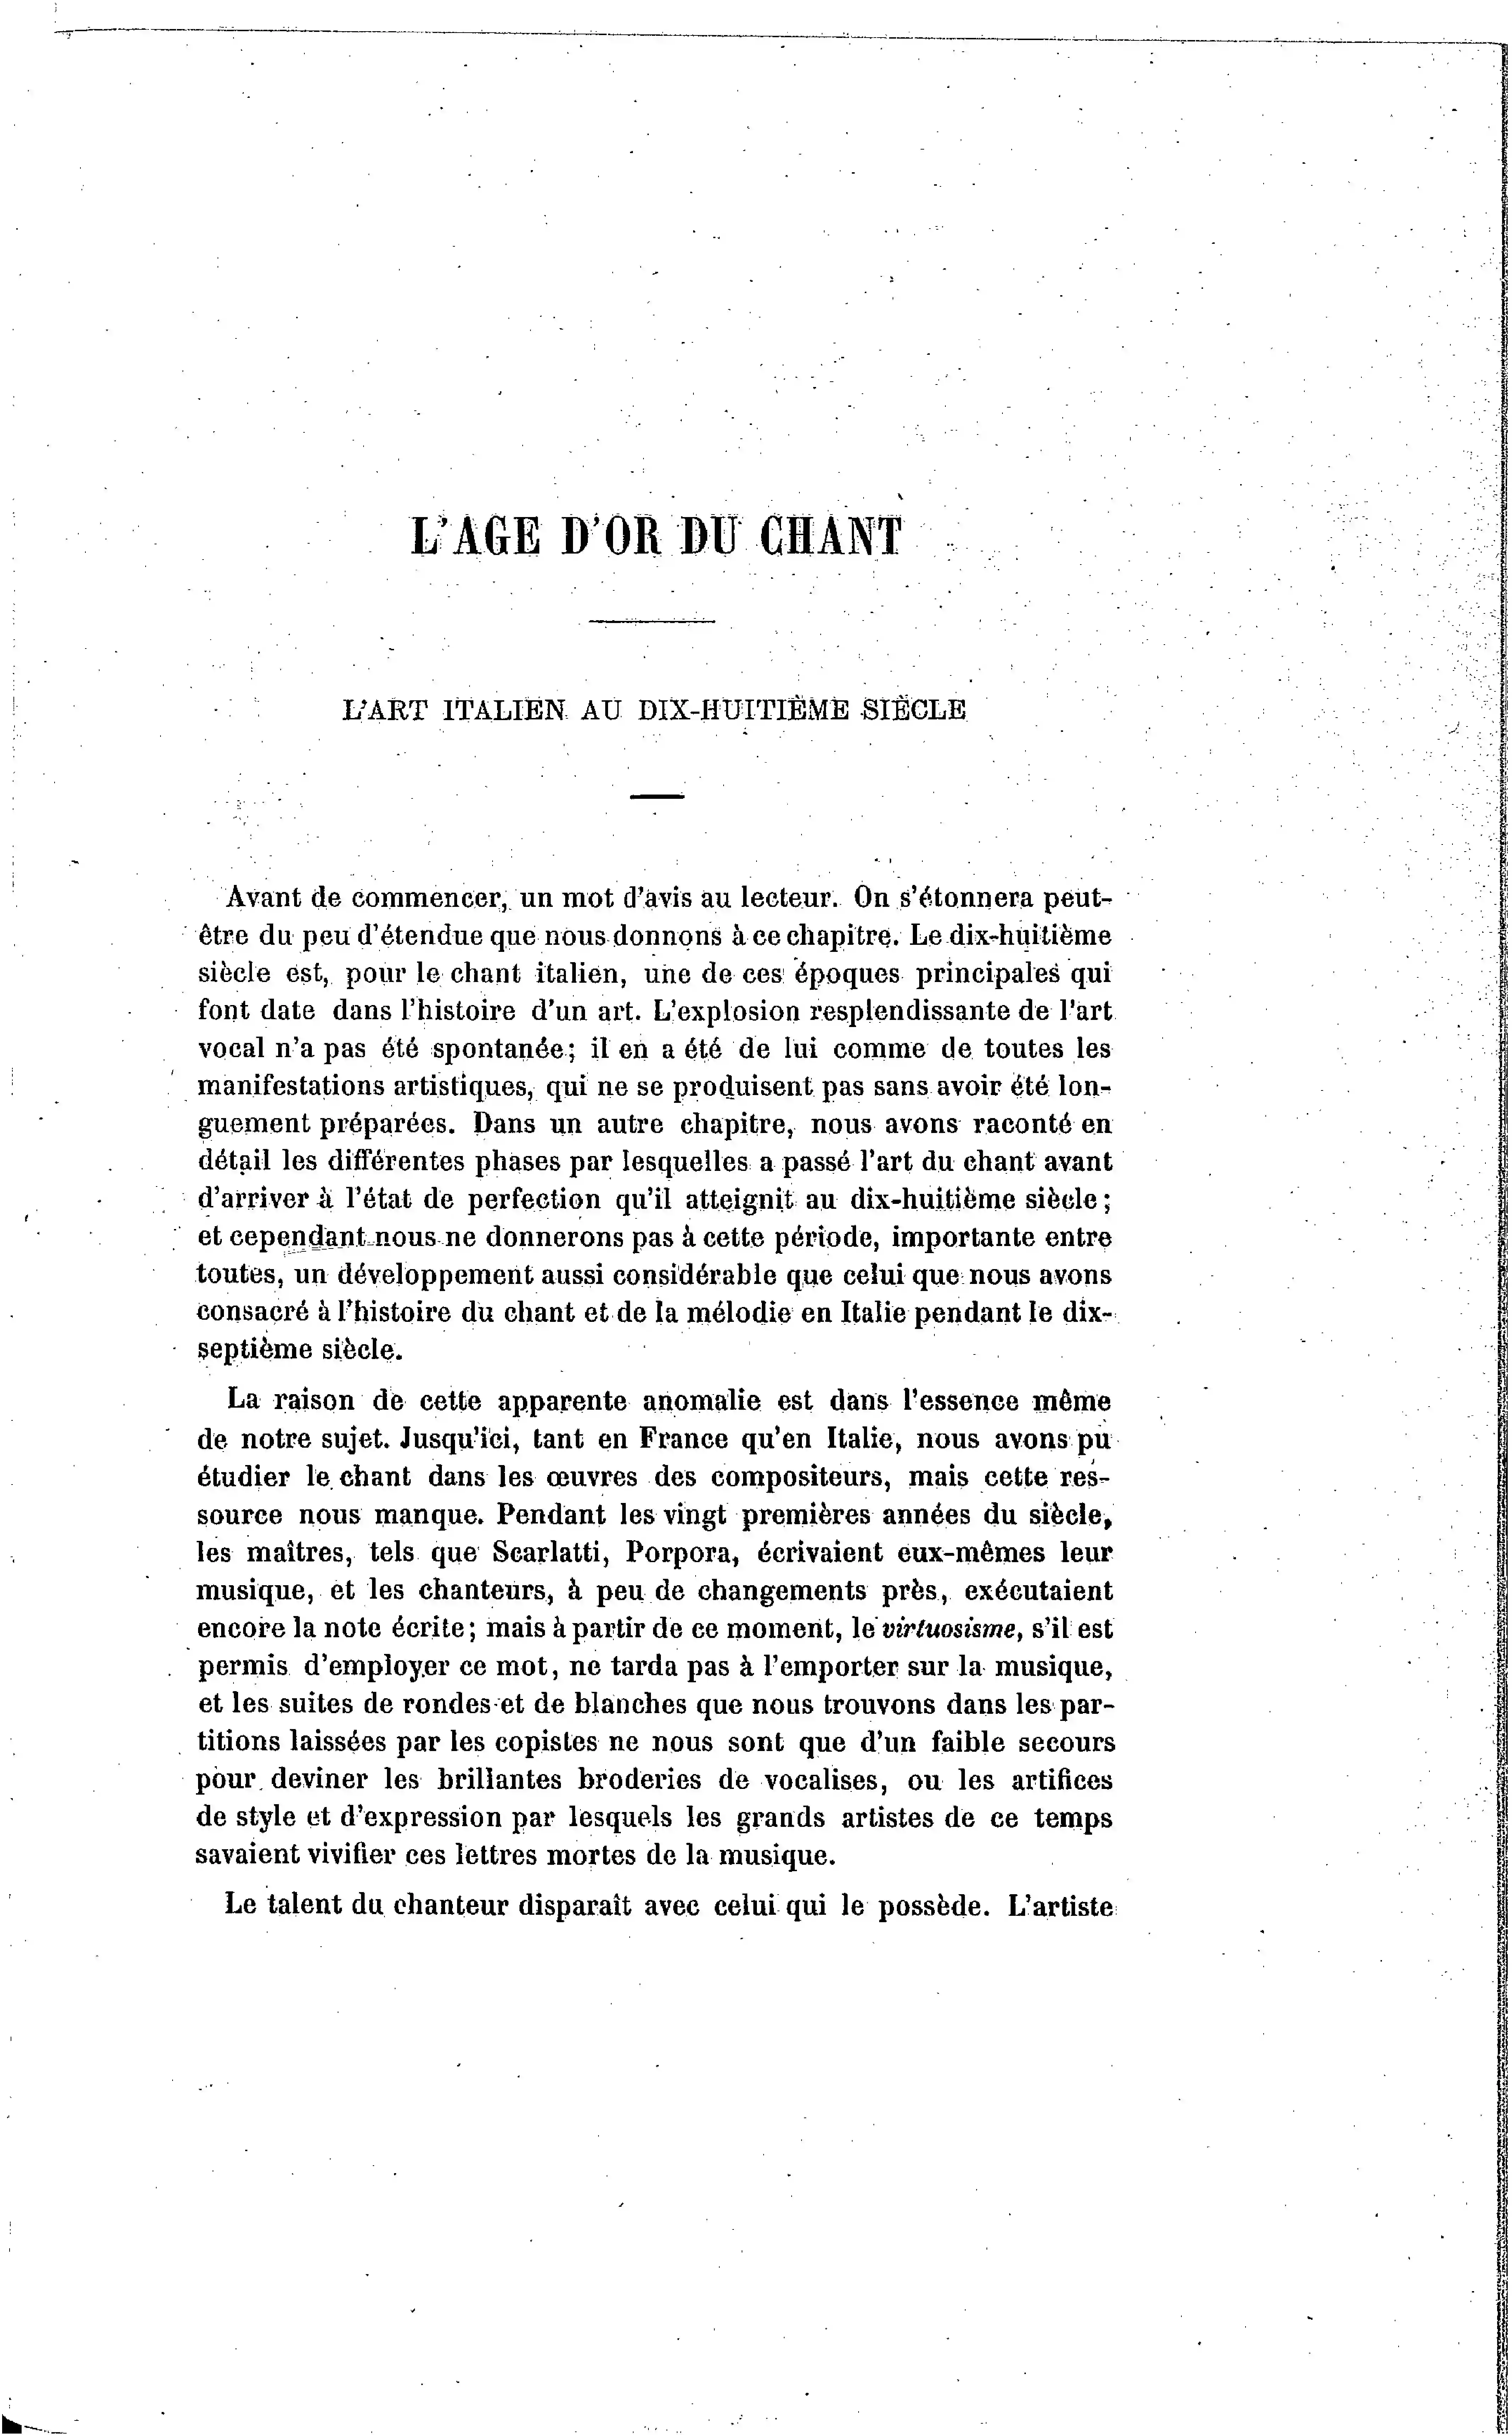 L'AGE D'OR DU CHANT
L'ART ITALIEN AU DIX-HUITIÈME SIÈCLE
Avant de commencer, un mot d'avis au lecteur. On s'étonnera peut-
être du peu d'étendue que nous donnons à ce chapitre. Le dix-huitième
siècle est, pour le chant italien, une de ces époques principales qui
font date dans l'histoire d'un art. L'explosion resplendissante de l'art
vocal n'a pas été spontanée; il en a été de lui comme de toutes les
manifestations artistiques, qui ne se produisent pas sans avoir été lon-
guement préparées. Dans un autre chapitre, nous avons raconté en
détail les différentes phases par lesquelles a passé l'art du chant avant
d'arriver à l'état de perfection qu'il atteignit au dix-huitième siècle;
et cependant nous ne donnerons pas à cette période, importante entre
toutes, un développement aussi considérable que celui que nous avons
consacré à l'histoire du chant et de la mélodie en Italie pendant le dix-
septième siècle.
La raison de cette apparente anomalie est dans l'essence même
de notre sujet. Jusqu'ici, tant en France qu'en Italie, nous avons pu
étudier le chant dans les œuvres des compositeurs, mais cette res-
source nous manque. Pendant les vingt premières années du siècle,
les maîtres, tels que Scarlatti, Porpora, écrivaient eux-mêmes leur
musique, et les chanteurs, à peu de changements près, exécutaient
encore la note écrite; mais à partir de ce moment, le virtuosisme, s'il est
permis d'employer ce mot, ne tarda pas à l'emporter sur la musique,
et les suites de rondes et de blanches que nous trouvons dans les par-
titions laissées par les copistes ne nous sont que d'un faible secours
pour deviner les brillantes broderies de vocalises, ou les artifices
de style et d'expression par lesquels les grands artistes de ce temps
savaient vivifier ces lettres mortes de la musique.
Le talent du chanteur disparaît avec celui qui le possède. L'artiste